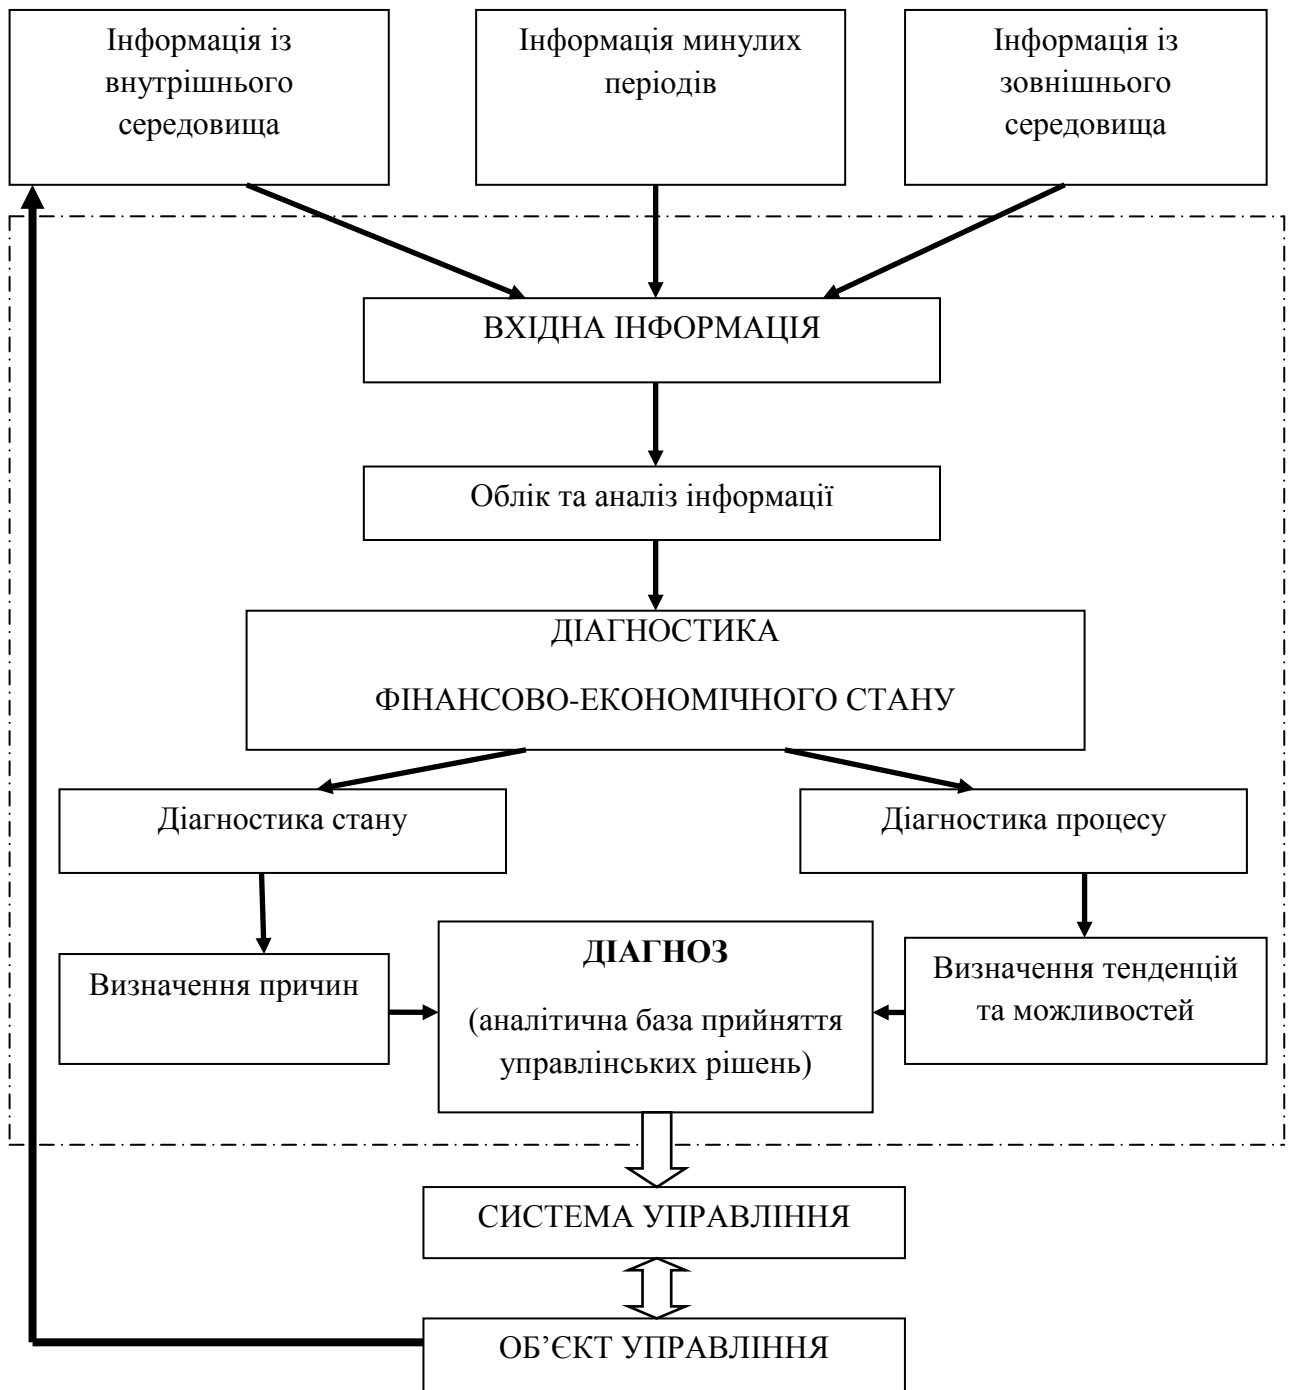 Інформація із
внутрішнього
середовища
Інформація минулих
періодів
Інформація із
зовнішнього
середовища
ВХІДНА ІНФОРМАЦІЯ
Облік та аналіз інформації
ДІАГНОСТИКА
ФІНАНСОВО-ЕКОНОМІЧНОГО СТАНУ
Діагностика стану
Діагностика процесу
Визначення причин
ДІАГНОЗ
(аналітична база прийняття
управлінських рішень)
Визначення тенденцій
та можливостей
СИСТЕМА УПРАВЛІННЯ
ОБ’ЄКТ УПРАВЛІННЯ